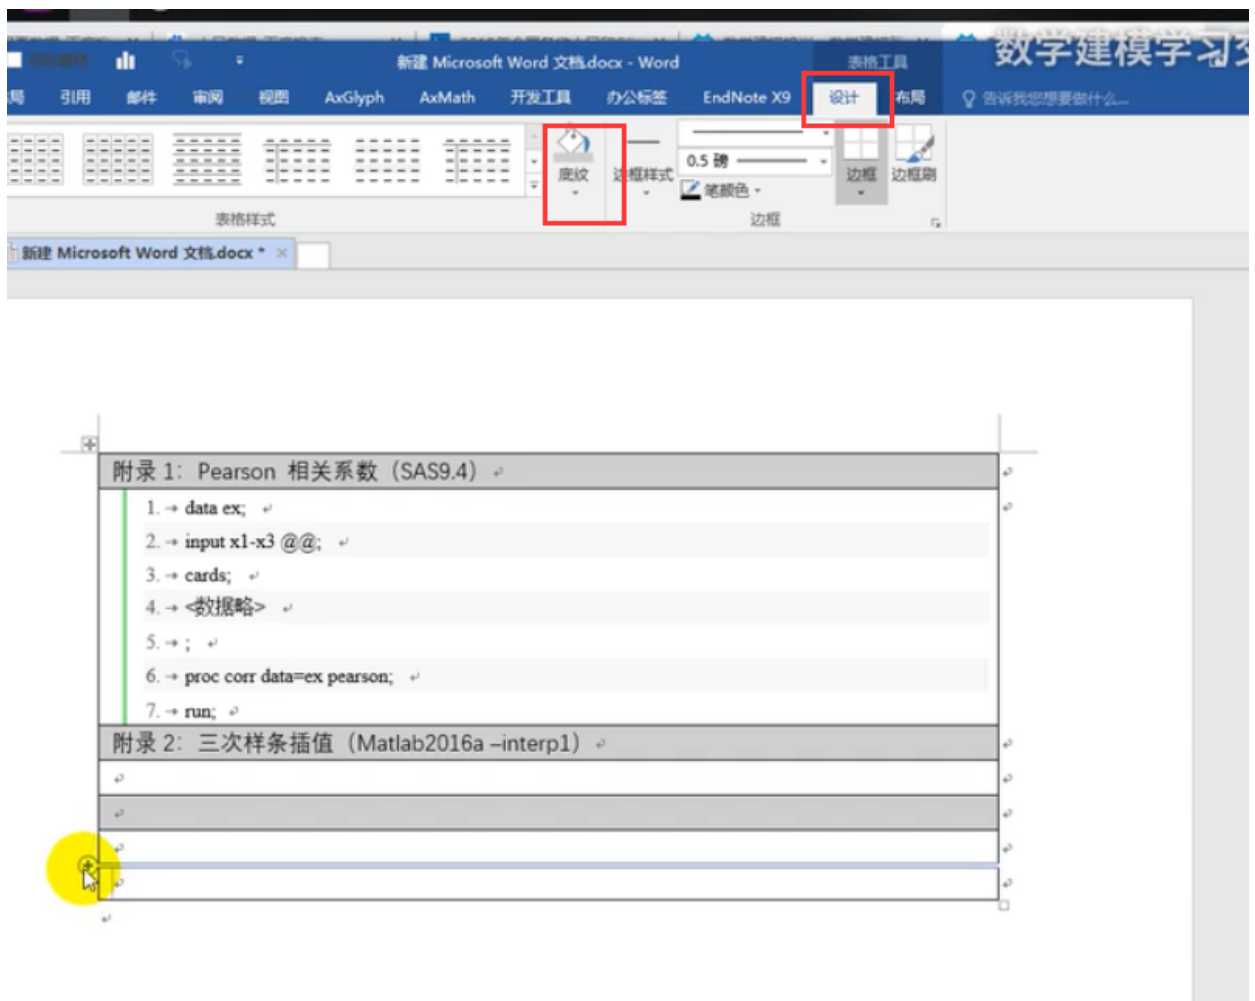 数学建模学习交
新建 Microsoft Word 文档.docx - Word
表格工具
局 引用 邮件 审阅 视图 AxGlyph AxMath 开发工具 办公标签 EndNote X9 设计 布局 告诉我您想要做什么...
底纹 边框样式 0.5 磅 笔颜色 边框 边框刷
表格样式 边框
新建 Microsoft Word 文档.docx *
附录 1：Pearson 相关系数（SAS9.4）
1. data ex;
2. input x1-x3 @@;
3. cards;
4. <数据略>
5. ;
6. proc corr data=ex pearson;
7. run;
附录 2：三次样条插值（Matlab2016a –interp1）